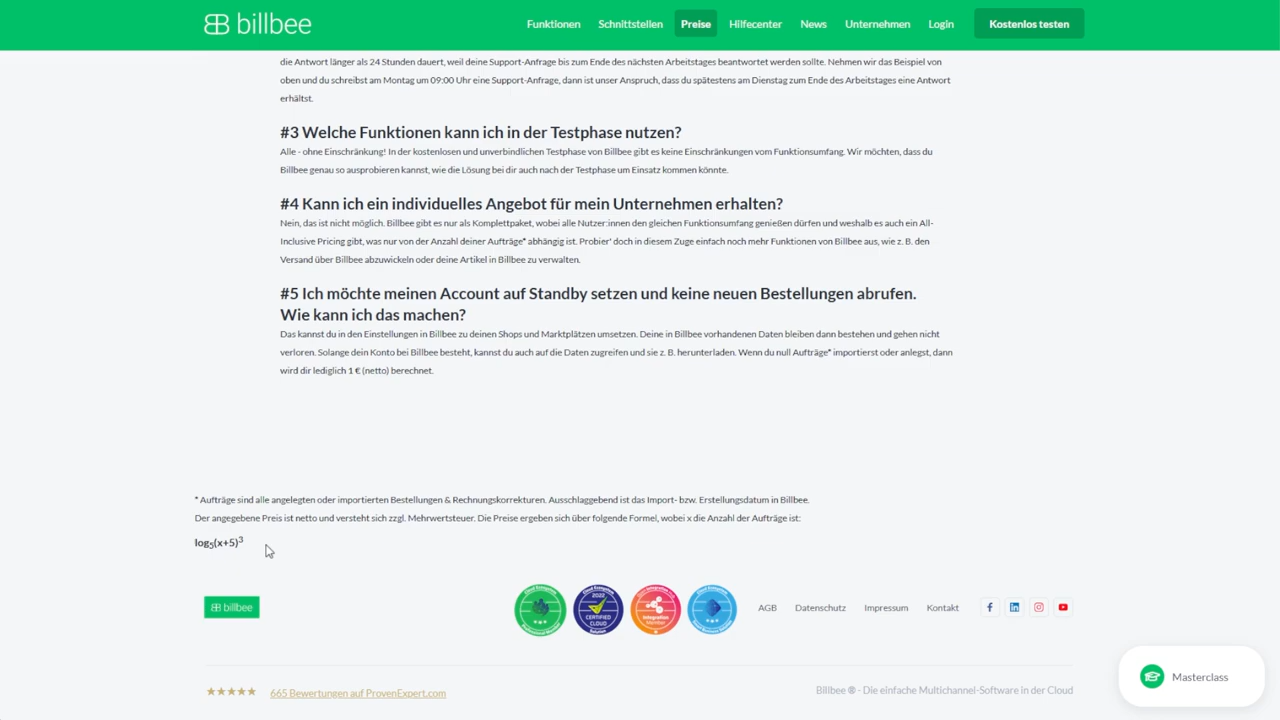 billbee
Funktionen Schnittstellen Preise Hilfecenter News Unternehmen Login Kostenlos testen
die Antwort länger als 24 Stunden dauert, weil deine Support-Anfrage bis zum Ende des nächsten Arbeitstages beantwortet werden sollte. Nehmen wir das Beispiel von
oben und du schreibst am Montag um 09:00 Uhr eine Support-Anfrage, dann ist unser Anspruch, dass du spätestens am Dienstag zum Ende des Arbeitstages eine Antwort
erhältst.
#3 Welche Funktionen kann ich in der Testphase nutzen?
Alle - ohne Einschränkung! In der kostenlosen und unverbindlichen Testphase von Billbee gibt es keine Einschränkungen vom Funktionsumfang. Wir möchten, dass du
Billbee genau so ausprobieren kannst, wie die Lösung bei dir auch nach der Testphase um Einsatz kommen könnte.
#4 Kann ich ein individuelles Angebot für mein Unternehmen erhalten?
Nein, das ist nicht möglich. Billbee gibt es nur als Komplettpaket, wobei alle Nutzer:innen den gleichen Funktionsumfang genießen dürfen und weshalb es auch ein All-
Inclusive Pricing gibt, was nur von der Anzahl deiner Aufträge* abhängig ist. Probier' doch in diesem Zuge einfach noch mehr Funktionen von Billbee aus, wie z. B. den
Versand über Billbee abzuwickeln oder deine Artikel in Billbee zu verwalten.
#5 Ich möchte meinen Account auf Standby setzen und keine neuen Bestellungen abrufen.
Wie kann ich das machen?
Das kannst du in den Einstellungen in Billbee zu deinen Shops und Marktplätzen umsetzen. Deine in Billbee vorhandenen Daten bleiben dann bestehen und gehen nicht
verloren. Solange dein Konto bei Billbee besteht, kannst du auch auf die Daten zugreifen und sie z. B. herunterladen. Wenn du null Aufträge* importierst oder anlegst, dann
wird dir lediglich 1 € (netto) berechnet.
* Aufträge sind alle angelegten oder importierten Bestellungen & Rechnungskorrekturen. Ausschlaggebend ist das Import- bzw. Erstellungsdatum in Billbee.
Der angegebene Preis ist netto und versteht sich zzgl. Mehrwertsteuer. Die Preise ergeben sich über folgende Formel, wobei x die Anzahl der Aufträge ist:
log₅(x+5)³
billbee
2022
CERTIFIED
CLOUD
Solution
Integration
AGB Datenschutz Impressum Kontakt
Masterclass
665 Bewertungen auf ProvenExpert.com
Billbee ® - Die einfache Multichannel-Software in der Cloud